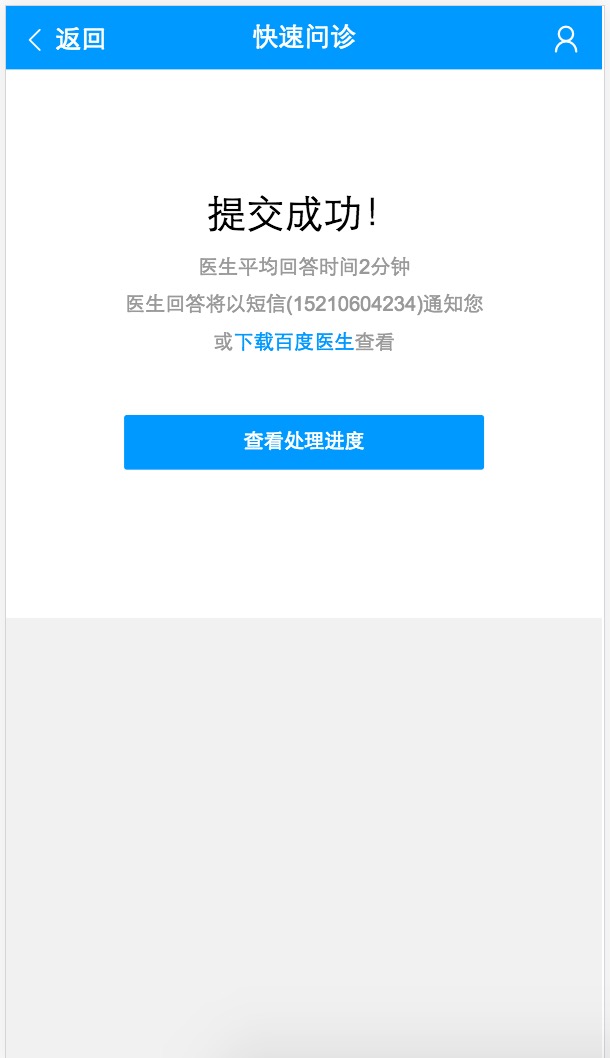 返回
快速问诊
提交成功！
医生平均回答时间2分钟
医生回答将以短信(15210604234)通知您
或下载百度医生查看
查看处理进度